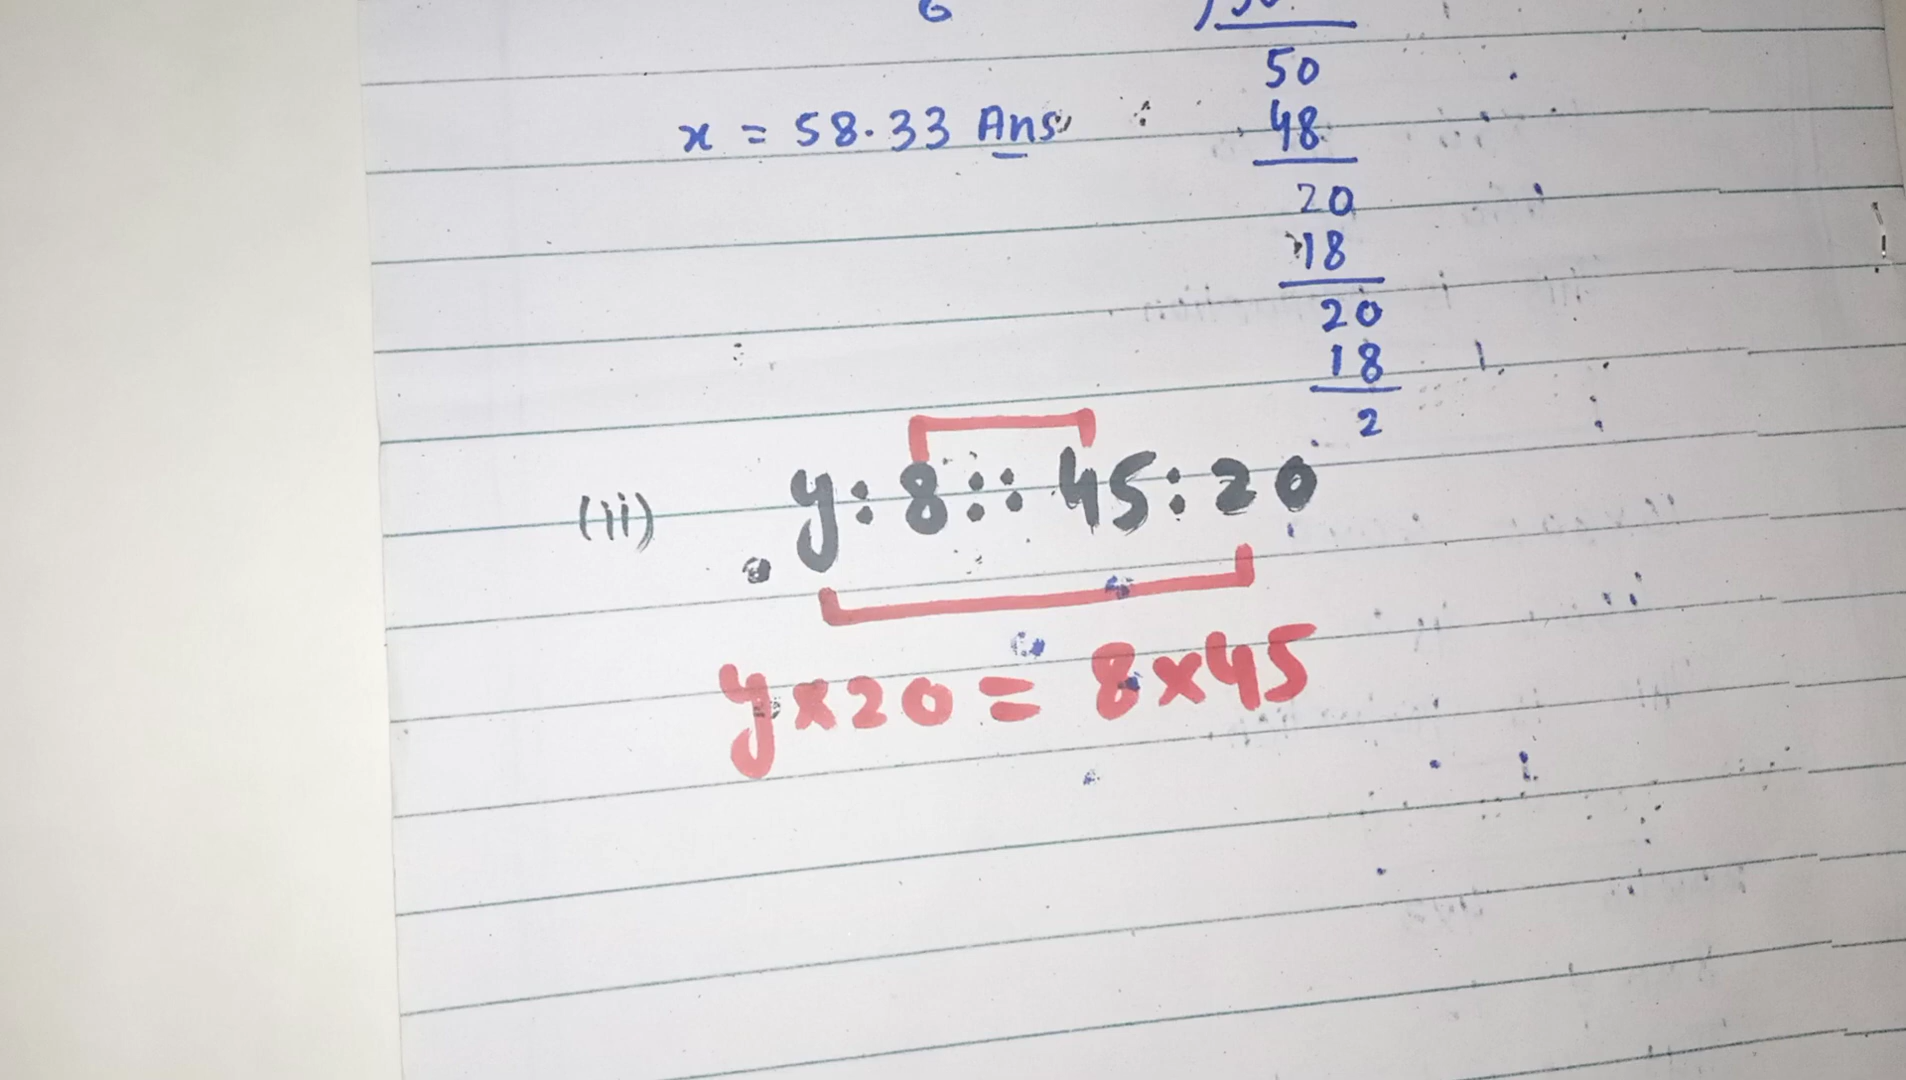 50
x = 58.33 Ans 48
20
18
20
18
2
(ii) y:8::45:20
y×20=8×45